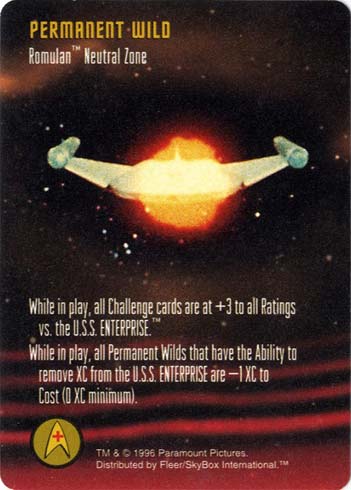 PERMANENT WILD
Romulan™ Neutral Zone
While in play, all Challenge cards are at +3 to all Ratings
vs. the U.S.S. ENTERPRISE.™
While in play, all Permanent Wilds that have the Ability to
remove XC from the U.S.S. ENTERPRISE are –1 XC to
Cost (0 XC minimum).
TM & © 1996 Paramount Pictures.
Distributed by Fleer/SkyBox International.™